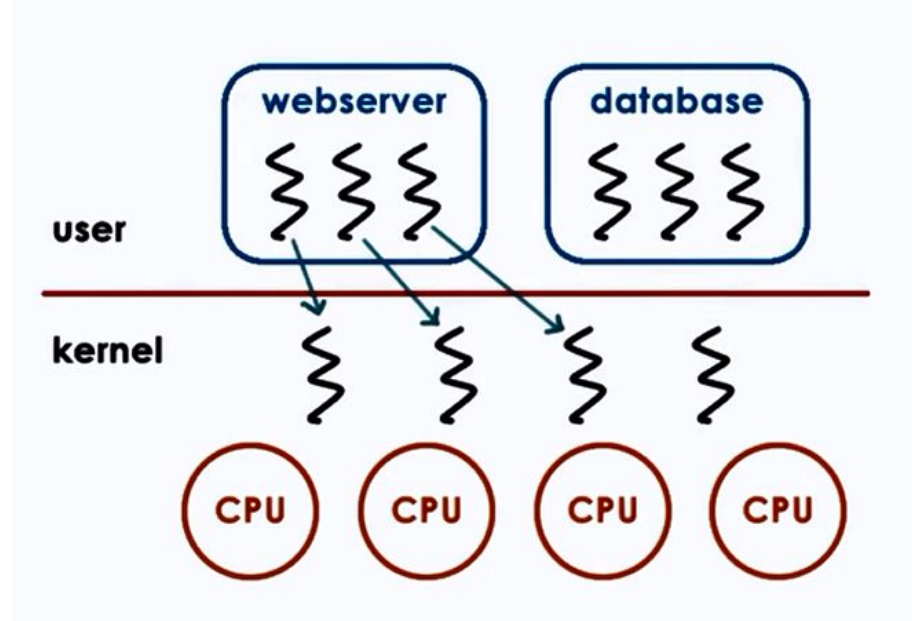 webserver
database
user
kernel
CPU
CPU
CPU
CPU